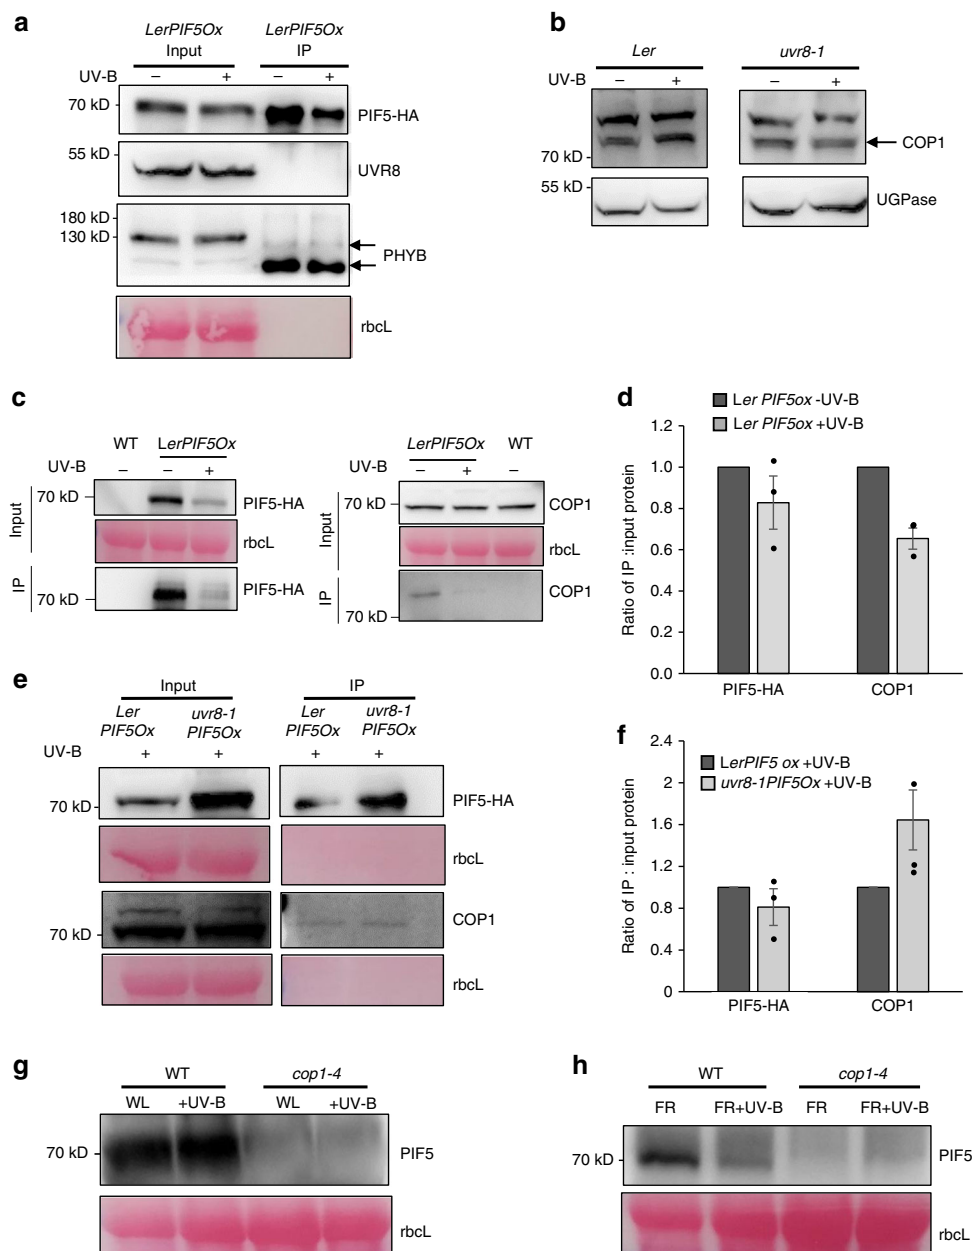 a
LerPIF5Ox LerPIF5Ox
Input IP
UV-B – + – +
70 kD PIF5-HA
55 kD UVR8
180 kD
130 kD PHYB
rbcL
b
Ler uvr8-1
UV-B – + – +
COP1
70 kD
55 kD UGPase
c
WT LerPIF5Ox
UV-B – – +
Input 70 kD PIF5-HA
rbcL
IP 70 kD PIF5-HA
LerPIF5Ox WT
UV-B – + –
Input 70 kD COP1
rbcL
IP 70 kD COP1
d
Ler PIF5ox -UV-B
Ler PIF5ox +UV-B
Ratio of IP :input protein
1.2
1.0
0.8
0.6
0.4
0.2
0.0
PIF5-HA COP1
e
Input IP
Ler PIF5Ox uvr8-1 PIF5Ox Ler PIF5Ox uvr8-1 PIF5Ox
UV-B + + + +
70 kD PIF5-HA
rbcL
70 kD COP1
rbcL
f
LerPIF5 ox +UV-B
uvr8-1PIF5Ox +UV-B
Ratio of IP : input protein
2.4
2
1.6
1.2
0.8
0.4
0
PIF5-HA COP1
g
WT cop1-4
WL +UV-B WL +UV-B
70 kD PIF5
rbcL
h
WT cop1-4
FR FR+UV-B FR FR+UV-B
70 kD PIF5
rbcL